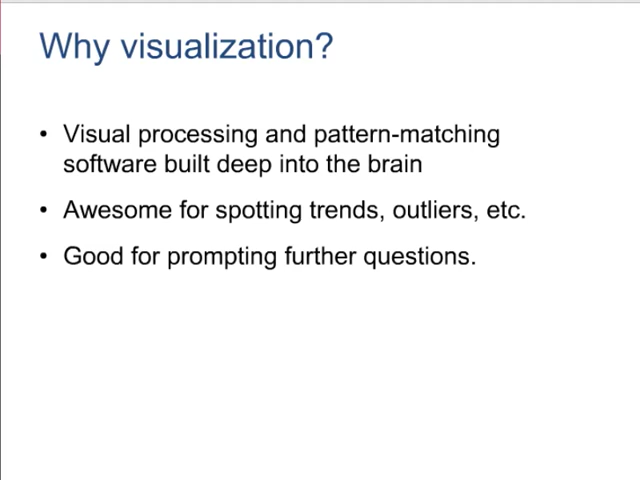 Why visualization?
• Visual processing and pattern-matching
software built deep into the brain
• Awesome for spotting trends, outliers, etc.
• Good for prompting further questions.